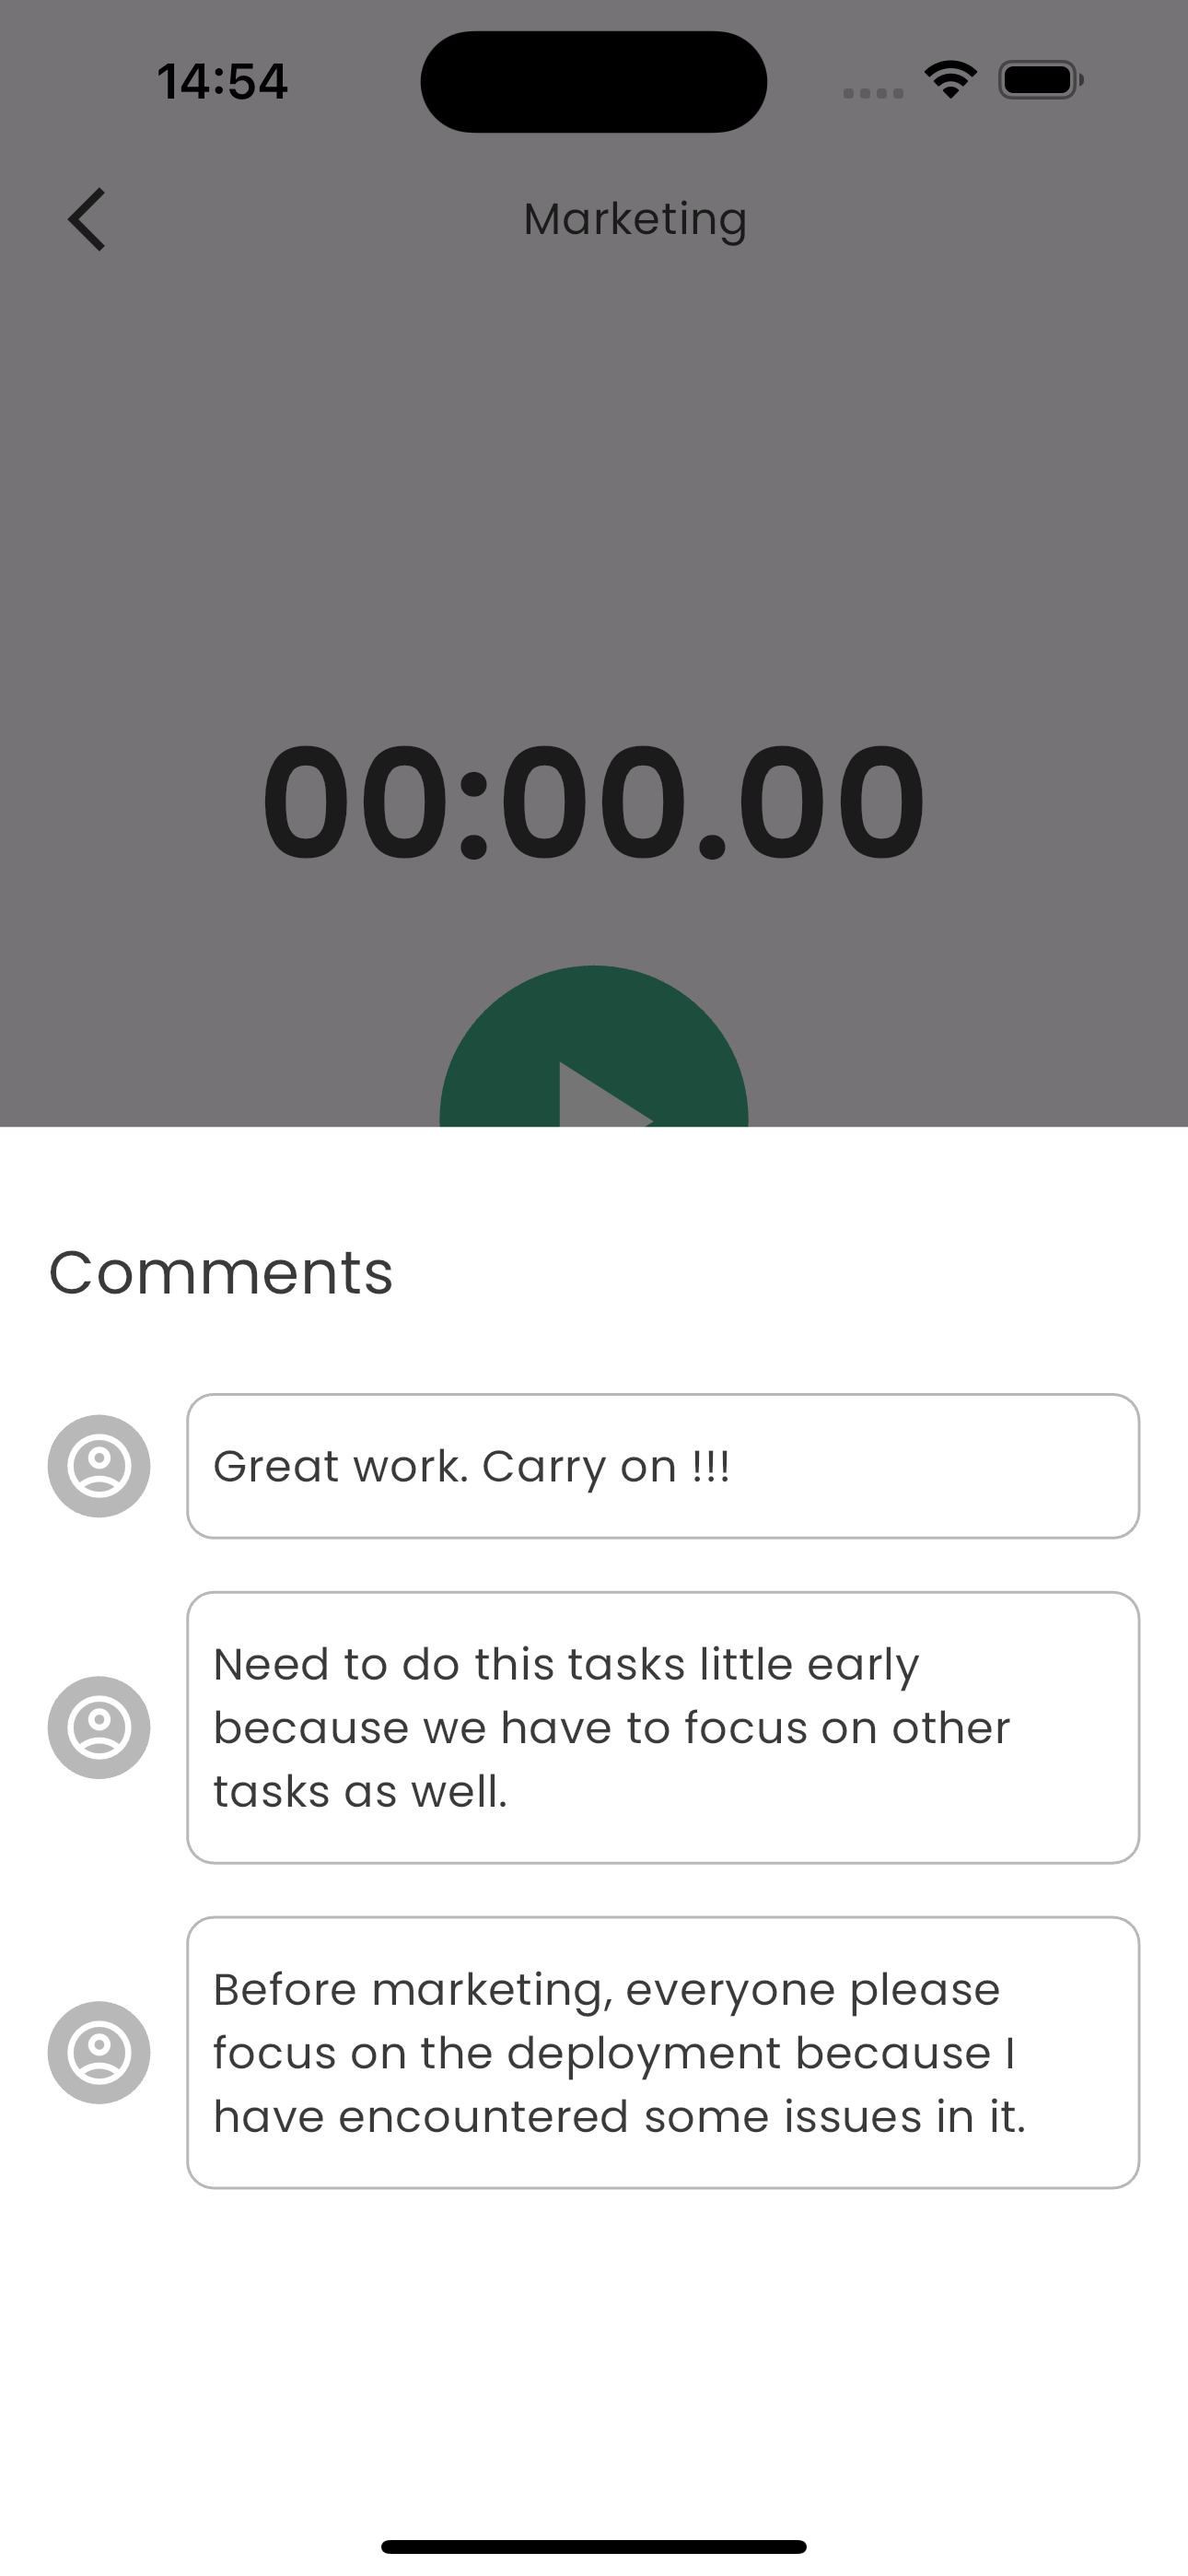 14:54
Marketing
00:00.00
Comments
Great work. Carry on !!!
Need to do this tasks little early
because we have to focus on other
tasks as well.
Before marketing, everyone please
focus on the deployment because I
have encountered some issues in it.